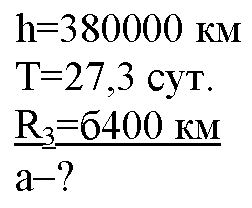 h=380000 км
T=27,3 сут.
R₃=6400 км
a–?